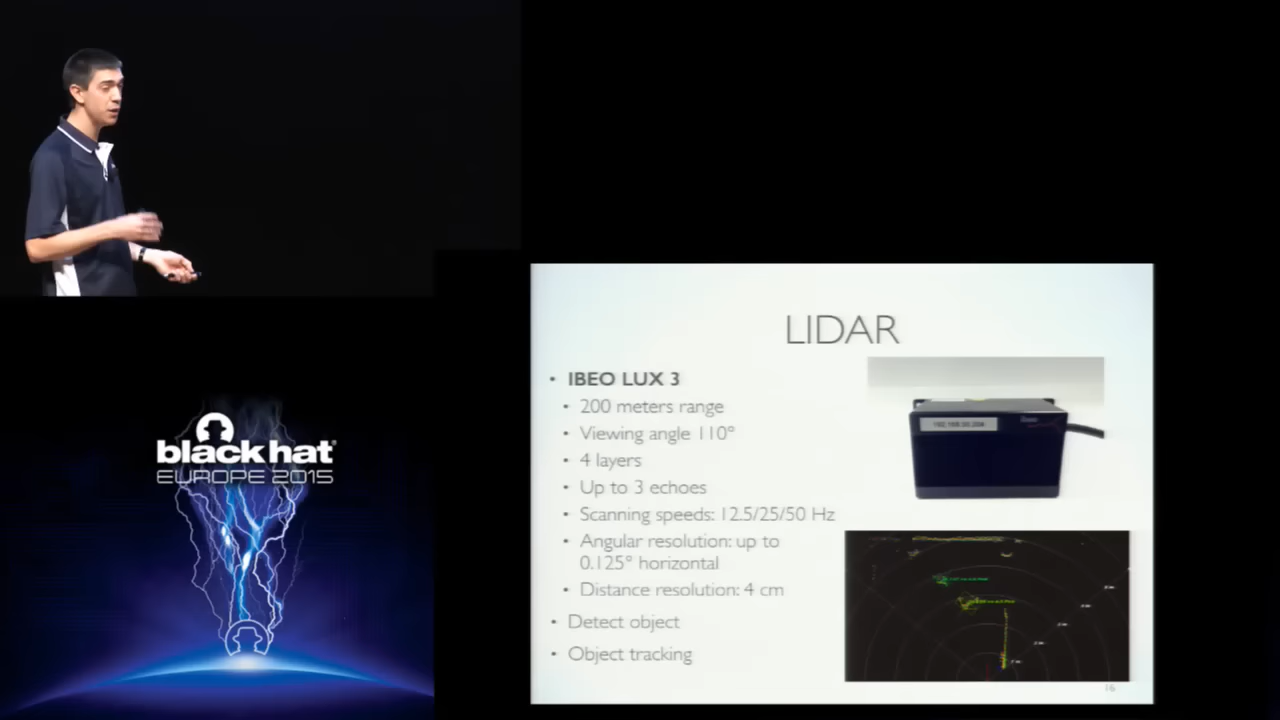 black hat
EUROPE 2015
LIDAR
• IBEO LUX 3
• 200 meters range
• Viewing angle 110°
• 4 layers
• Up to 3 echoes
• Scanning speeds: 12.5/25/50 Hz
• Angular resolution: up to
0.125° horizontal
• Distance resolution: 4 cm
• Detect object
• Object tracking
16